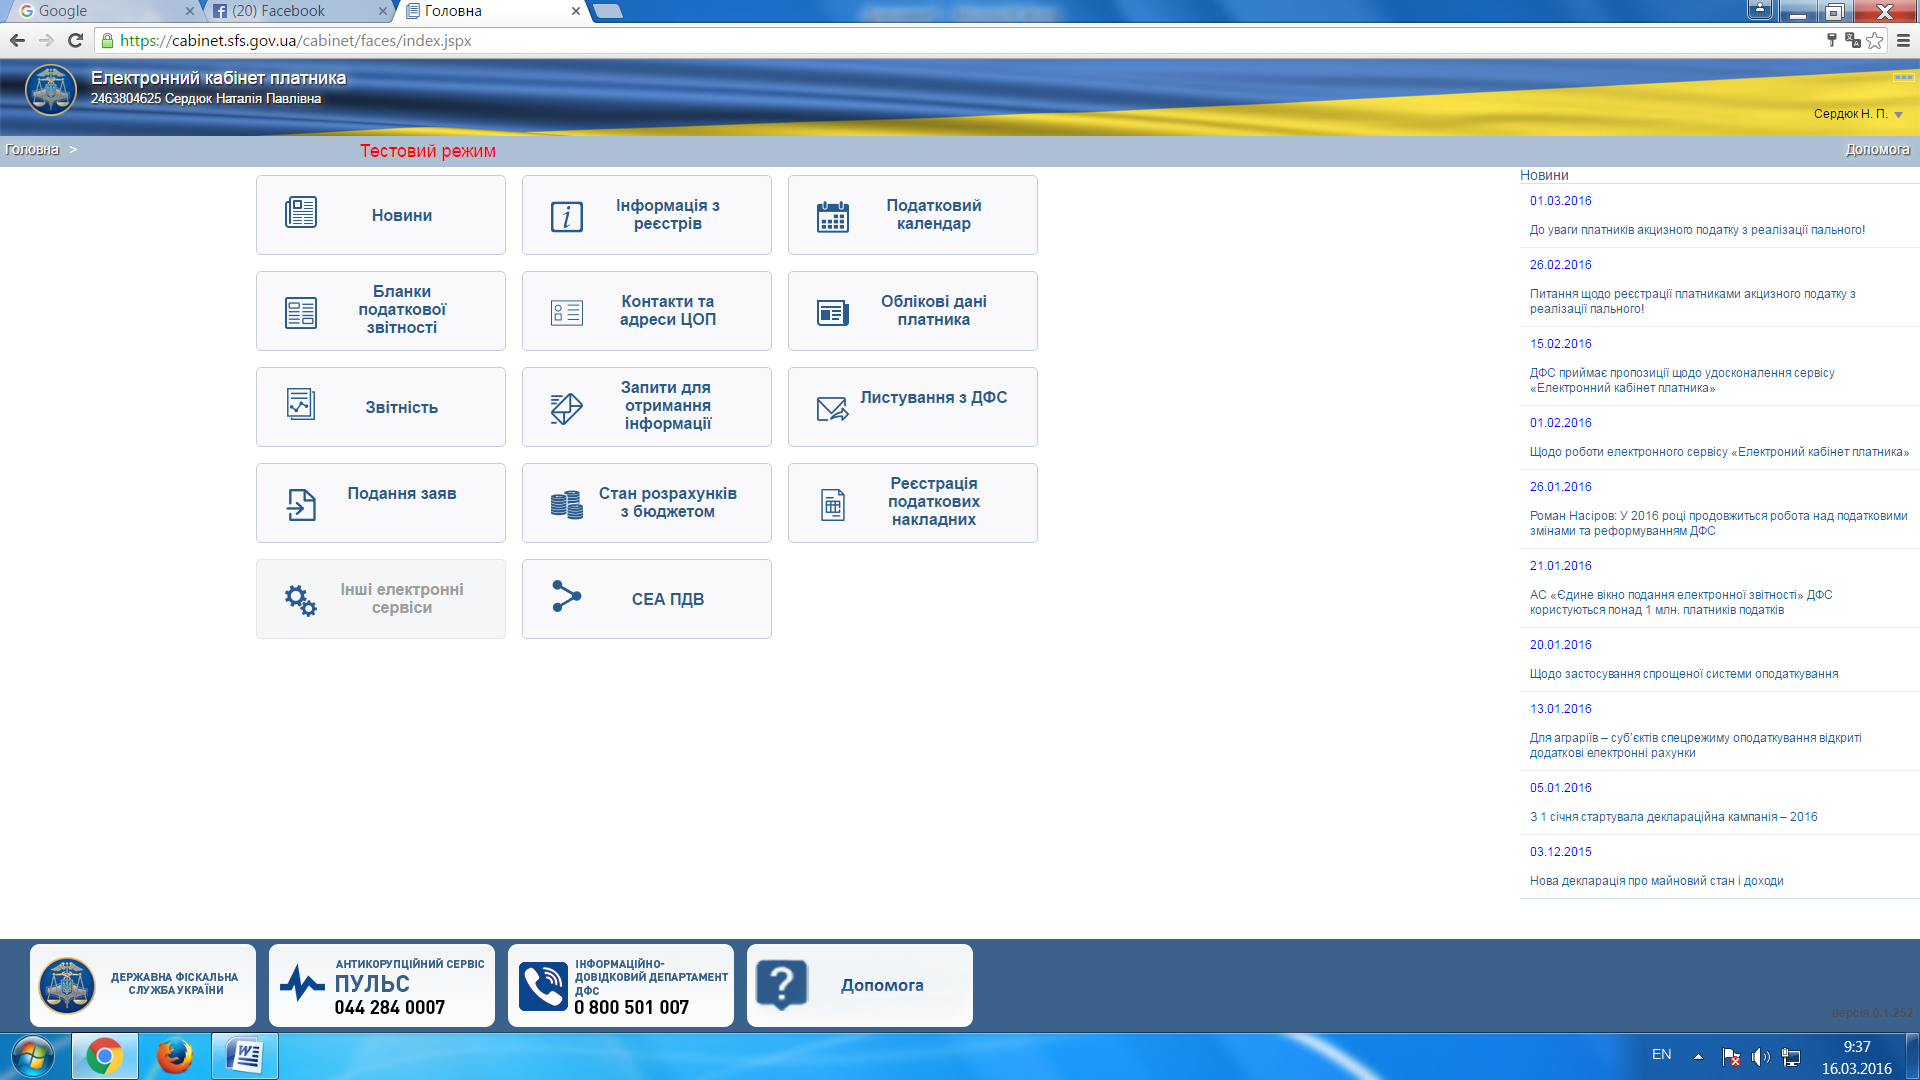 Google
(20) Facebook
Головна
https://cabinet.sfs.gov.ua/cabinet/faces/index.jspx
Електронний кабінет платника
2463804625 Сердюк Наталія Павлівна
Сердюк Н. П.
Головна >
Тестовий режим
Допомога
Новини
Інформація з
реєстрів
Податковий
календар
Бланки
податкової
звітності
Контакти та
адреси ЦОП
Облікові дані
платника
Звітність
Запити для
отримання
інформації
Листування з ДФС
Подання заяв
Стан розрахунків
з бюджетом
Реєстрація
податкових
накладних
Інші електронні
сервіси
СЕА ПДВ
Новини
01.03.2016
До уваги платників акцизного податку з реалізації пального!
26.02.2016
Питання щодо реєстрації платниками акцизного податку з
реалізації пального!
15.02.2016
ДФС приймає пропозиції щодо удосконалення сервісу
«Електронний кабінет платника»
01.02.2016
Щодо роботи електронного сервісу «Електроний кабінет платника»
26.01.2016
Роман Насіров: У 2016 році продовжиться робота над податковими
змінами та реформуванням ДФС
21.01.2016
АС «Єдине вікно подання електронної звітності» ДФС
користуються понад 1 млн. платників податків
20.01.2016
Щодо застосування спрощеної системи оподаткування
13.01.2016
Для аграріїв – суб’єктів спецрежиму оподаткування відкриті
додаткові електронні рахунки
05.01.2016
З 1 січня стартувала деклараційна кампанія – 2016
03.12.2015
Нова декларація про майновий стан і доходи
ДЕРЖАВНА ФІСКАЛЬНА
СЛУЖБА УКРАЇНИ
АНТИКОРУПЦІЙНИЙ СЕРВІС
ПУЛЬС
044 284 0007
ІНФОРМАЦІЙНО-
ДОВІДКОВИЙ ДЕПАРТАМЕНТ
ДФС
0 800 501 007
Допомога
версія 0.1.252
EN
9:37
16.03.2016